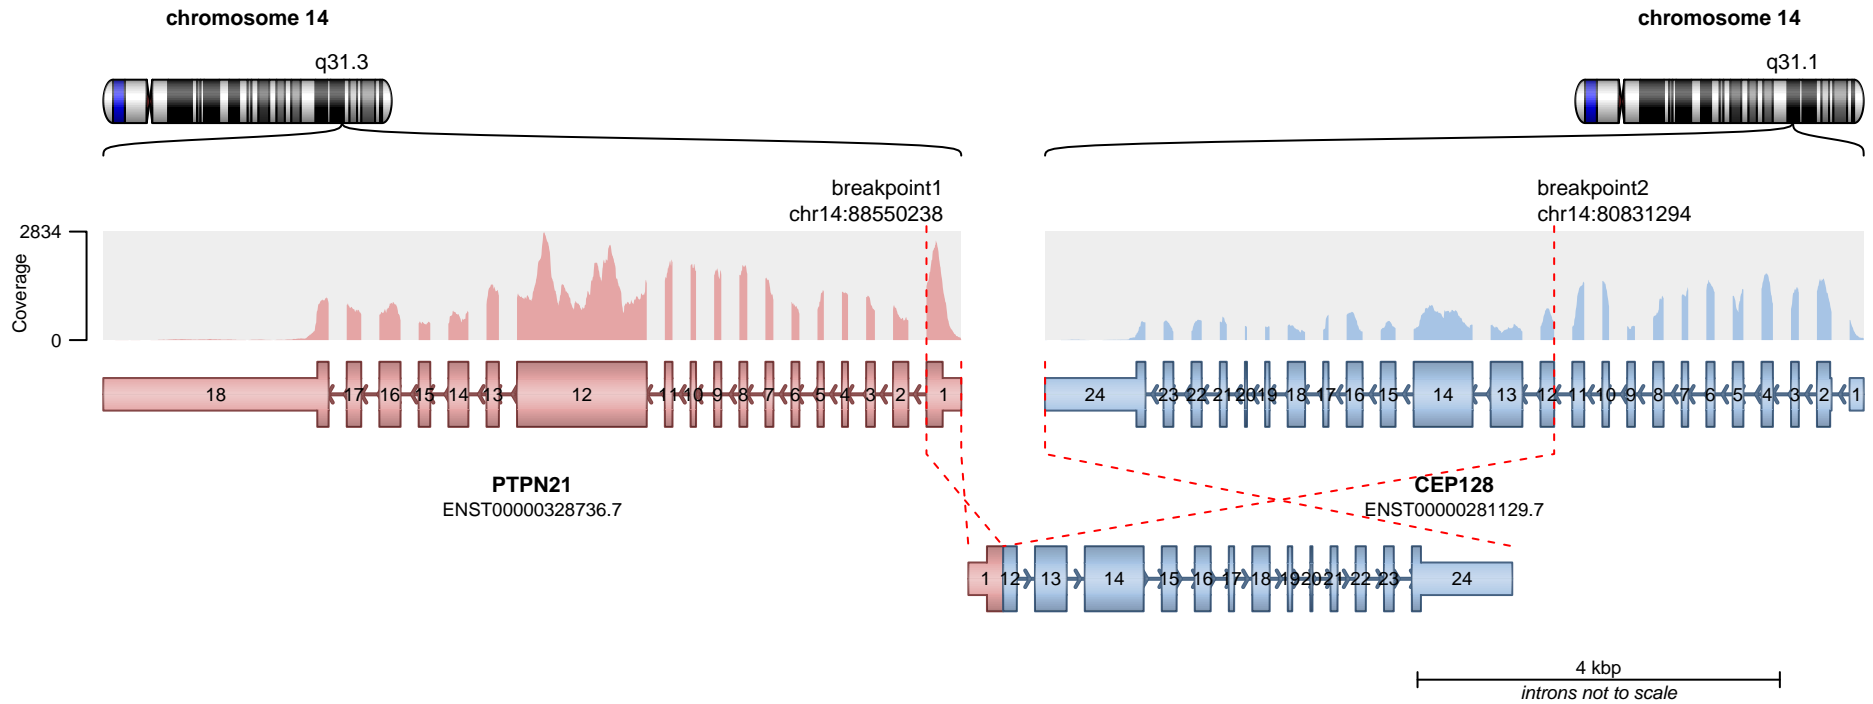 chromosome 14
chromosome 14
q31.3
q31.1
breakpoint1
chr14:88550238
breakpoint2
chr14:80831294
2834
Coverage
0
18 17 16 15 14 13 12 11 10 9 8 7 6 5 4 3 2 1
24 23 22 21 20 19 18 17 16 15 14 13 12 11 10 9 8 7 6 5 4 3 2 1
PTPN21
ENST00000328736.7
CEP128
ENST00000281129.7
1 12 13 14 15 16 17 18 19 20 21 22 23 24
4 kbp
introns not to scale